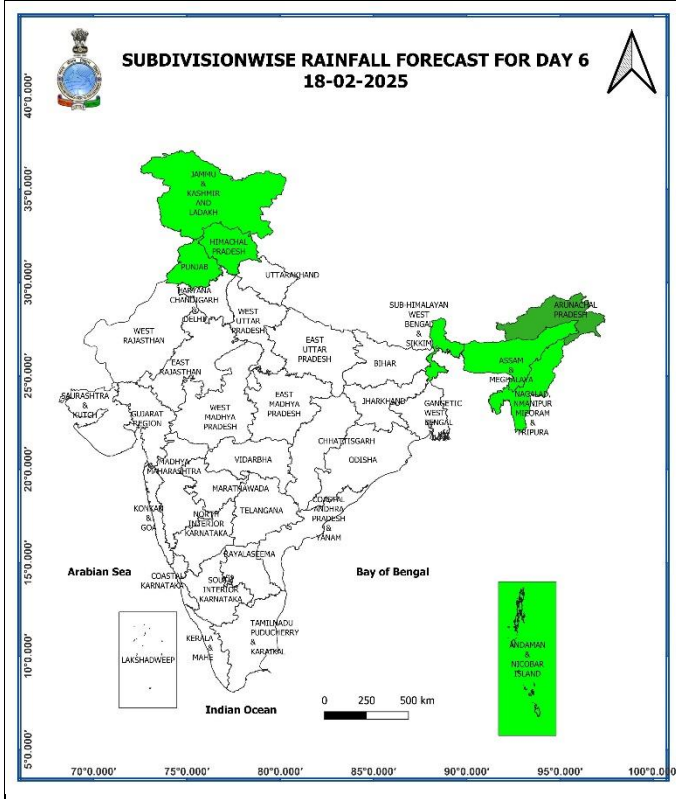 SUBDIVISIONWISE RAINFALL FORECAST FOR DAY 6
18-02-2025
40°0.000'
35°0.000'
30°0.000'
25°0.000'
20°0.000'
15°0.000'
10°0.000'
5°0.000'
JAMMU
&
KASHMIR
AND
LADAKH
HIMACHAL
PRADESH
PUNJAB
UTTARAKHAND
HARYANA
CHANDIGARH
&
DELHI
WEST
UTTAR
PRADESH
WEST
RAJASTHAN
EAST
RAJASTHAN
EAST
UTTAR
PRADESH
SUB-HIMALAYAN
WEST
BENGAL
&
SIKKIM
ARUNACHAL
PRADESH
BIHAR
ASSAM
&
MEGHALAYA
NAGALAD,
NMANIPUR
MIZORAM
&
TRIPURA
SAURASHTRA
&
KUTCH
GUJARAT
REGION
WEST
MADHYA
PRADESH
EAST
MADHYA
PRADESH
JHARKHAND
GANGETIC
WEST
BENGAL
CHHATTISGARH
ODISHA
MADHYA
MAHARASHTRA
VIDARBHA
MARATHAWADA
KONKAN
&
GOA
NORTH
INTERIOR
KARNATAKA
TELANGANA
COASTAL
ANDHRA
PRADESH
&
YANAM
RAYALASEEMA
Arabian Sea
Bay of Bengal
COASTAL
KARNATAKA
SOUTH
INTERIOR
KARNATAKA
KERALA
&
MAHE
TAMILNADU
PUDUCHERRY
&
KARAIKAL
LAKSHADWEEP
ANDAMAN
&
NICOBAR
ISLAND
Indian Ocean
0 250 500 km
70°0.000' 75°0.000' 80°0.000' 85°0.000' 90°0.000' 95°0.000' 100°0.000'